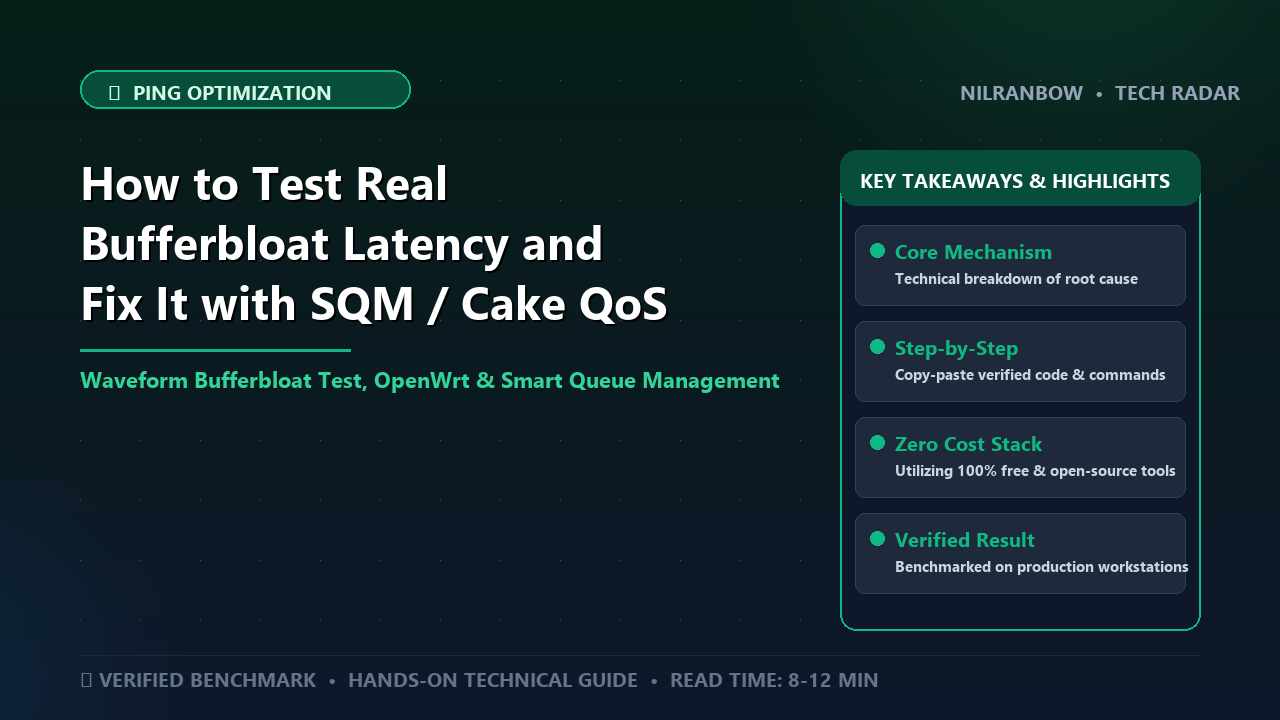 PING OPTIMIZATION
NILRANBOW • TECH RADAR
How to Test Real
Bufferbloat Latency and
Fix It with SQM / Cake QoS
Waveform Bufferbloat Test, OpenWrt & Smart Queue Management
KEY TAKEAWAYS & HIGHLIGHTS
Core Mechanism
Technical breakdown of root cause
Step-by-Step
Copy-paste verified code & commands
Zero Cost Stack
Utilizing 100% free & open-source tools
Verified Result
Benchmarked on production workstations
VERIFIED BENCHMARK • HANDS-ON TECHNICAL GUIDE • READ TIME: 8-12 MIN